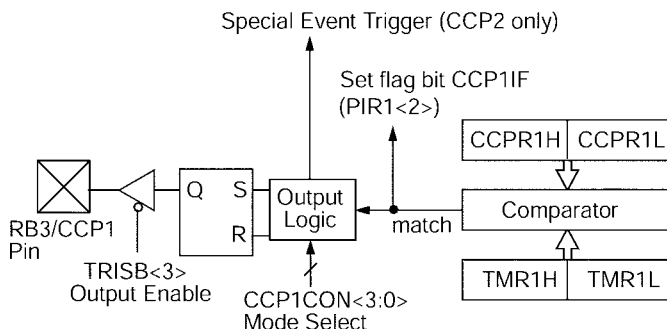 Special Event Trigger (CCP2 only)
Set flag bit CCP1IF
(PIR1<2>)
CCPR1H CCPR1L
Q S
R
Output
Logic
match
Comparator
RB3/CCP1
Pin
TRISB<3>
Output Enable
TMR1H TMR1L
CCP1CON<3:0>
Mode Select